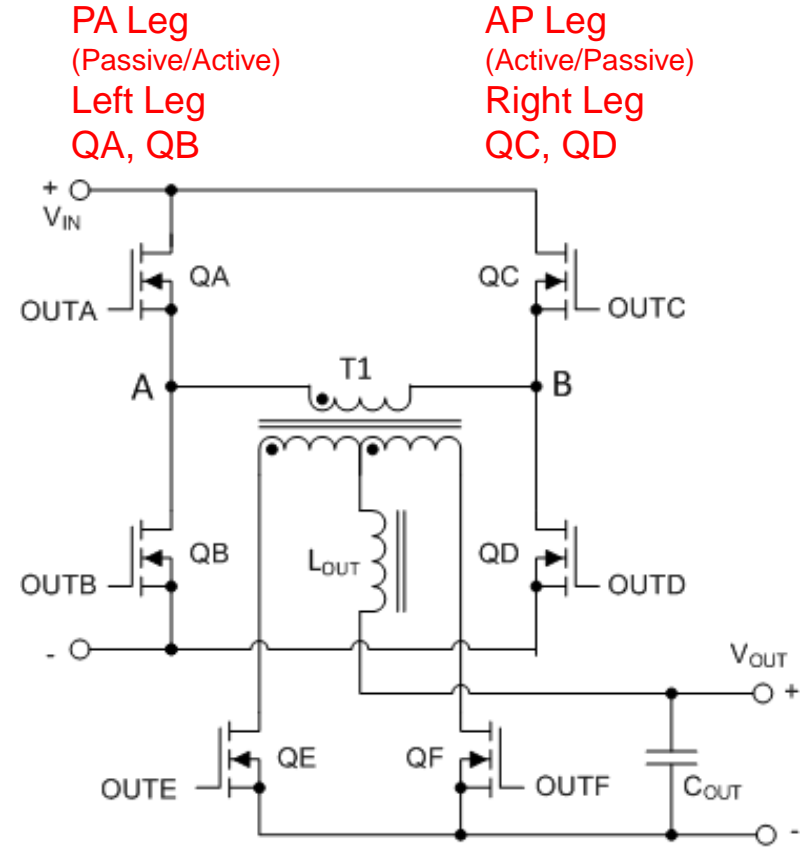 PA Leg
(Passive/Active)
Left Leg
QA, QB
AP Leg
(Active/Passive)
Right Leg
QC, QD
+
VIN
QA
QC
OUTA
OUTC
T1
A
B
QB
LOUT
QD
OUTB
OUTD
-
VOUT
+
QE
QF
OUTE
OUTF
COUT
-